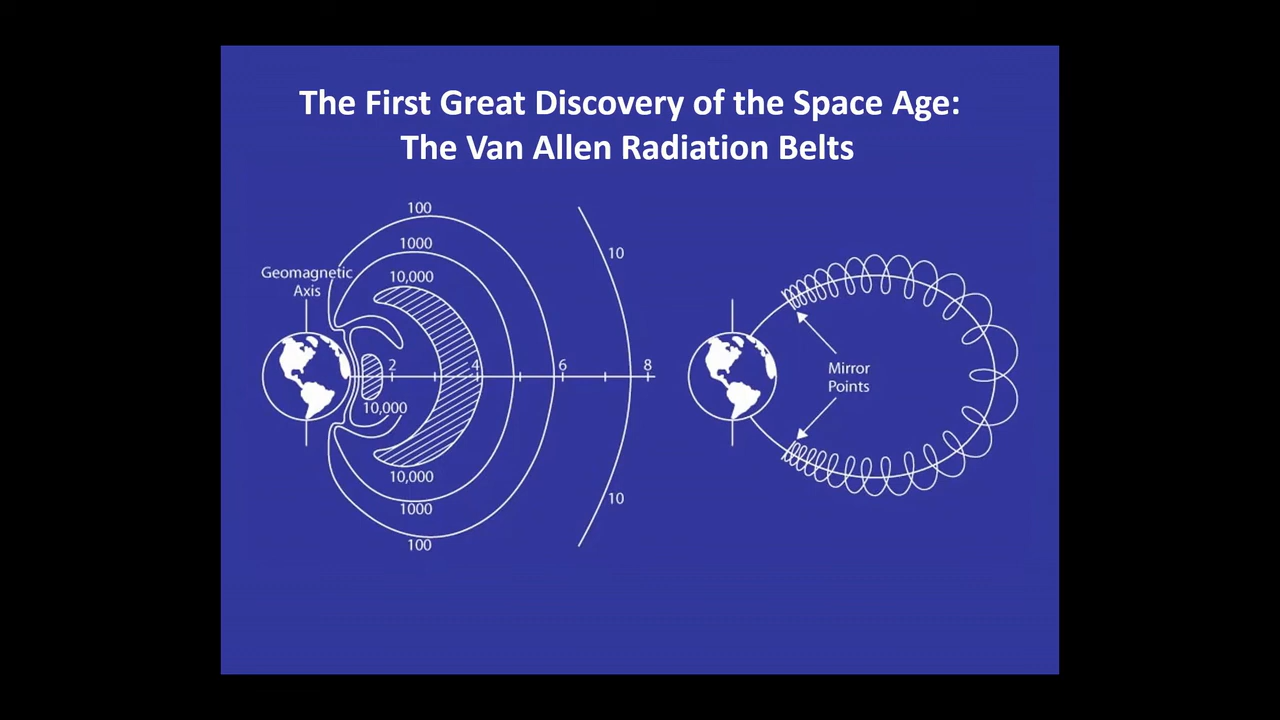 The First Great Discovery of the Space Age:
The Van Allen Radiation Belts
100
1000
10,000
10
Geomagnetic
Axis
2
4
6
8
10,000
10,000
1000
100
10
Mirror
Points